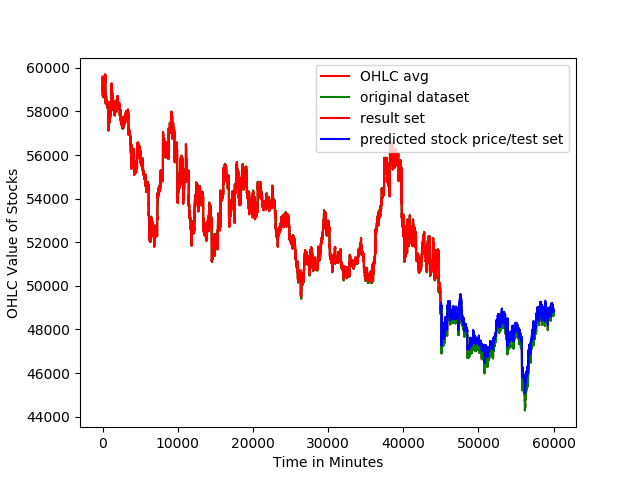 OHLC avg
original dataset
result set
predicted stock price/test set
60000
58000
56000
54000
52000
50000
48000
46000
44000
OHLC Value of Stocks
0 10000 20000 30000 40000 50000 60000
Time in Minutes